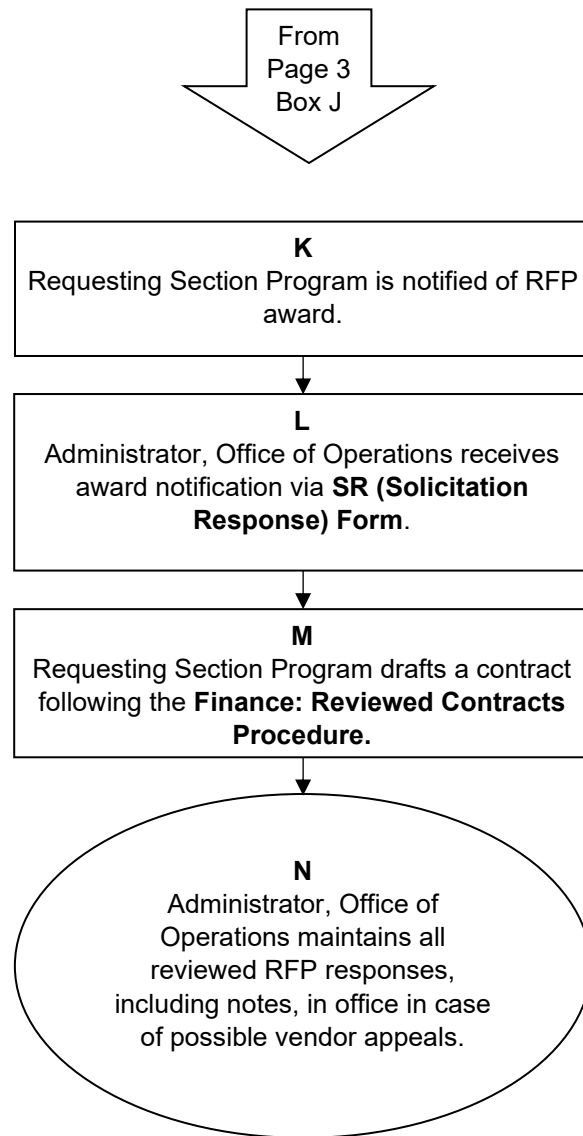 From
Page 3
Box J
K
Requesting Section Program is notified of RFP
award.
L
Administrator, Office of Operations receives
award notification via SR (Solicitation
Response) Form.
M
Requesting Section Program drafts a contract
following the Finance: Reviewed Contracts
Procedure.
N
Administrator, Office of
Operations maintains all
reviewed RFP responses,
including notes, in office in case
of possible vendor appeals.